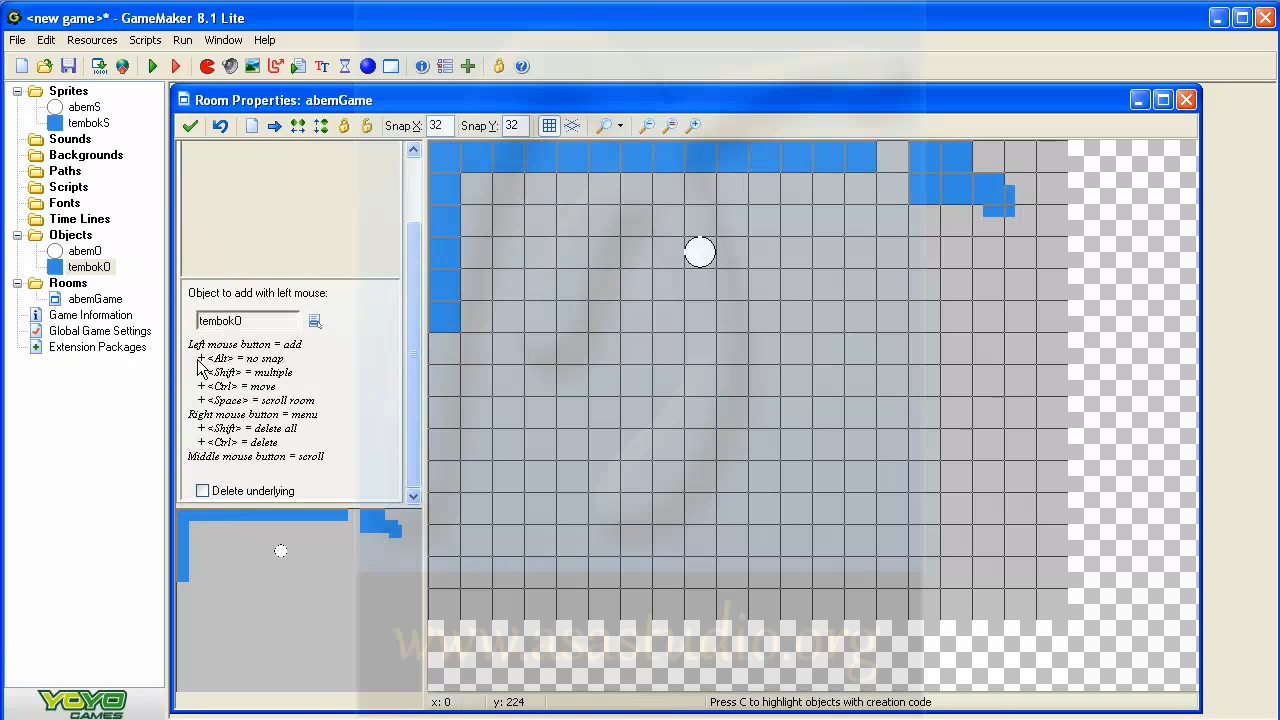 <new game>* - GameMaker 8.1 Lite
File Edit Resources Scripts Run Window Help
Sprites
abemS
tembokS
Sounds
Backgrounds
Paths
Scripts
Fonts
Time Lines
Objects
abemO
tembokO
Rooms
abemGame
Game Information
Global Game Settings
Extension Packages
YOYO
GAMES
Room Properties: abemGame
Snap X: 32 Snap Y: 32
Object to add with left mouse:
tembokO
Left mouse button = add
+ <Alt> = no snap
<Shift> = multiple
+ <Ctrl> = move
+ <Space> = scroll room
Right mouse button = menu
+ <Shift> = delete all
+ <Ctrl> = delete
Middle mouse button = scroll
Delete underlying
www.asastudio.org
x: 0 y: 224 Press C to highlight objects with creation code